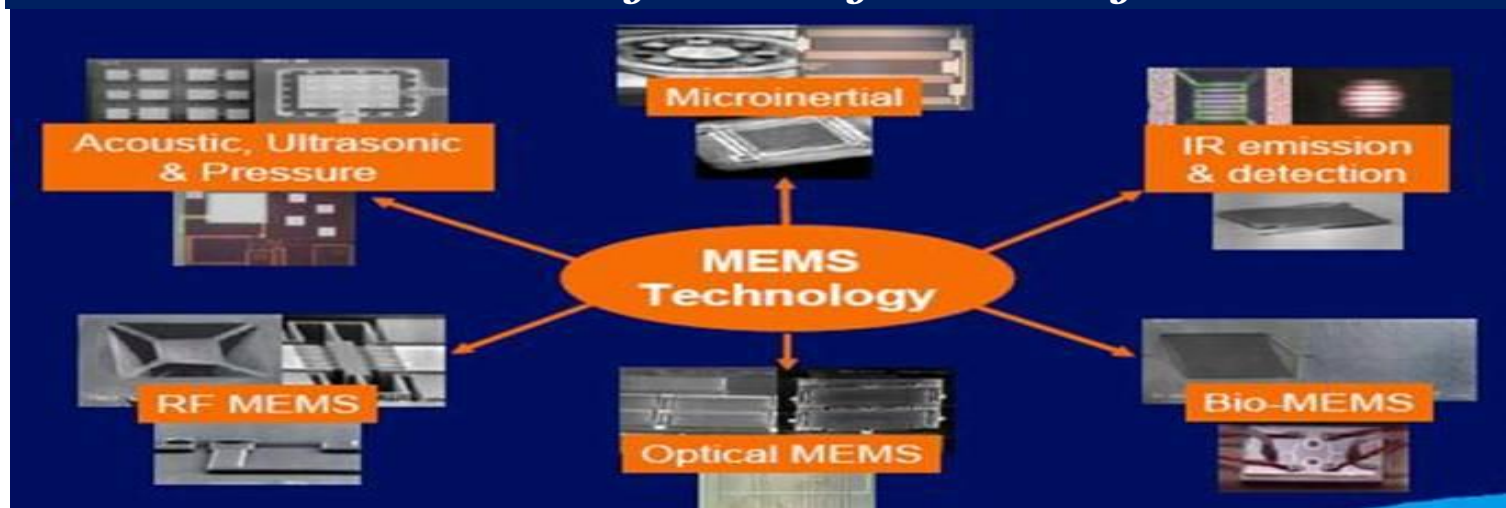 Microinertial
Acoustic, Ultrasonic
& Pressure
IR emission
& detection
MEMS
Technology
RF MEMS
Optical MEMS
Bio-MEMS